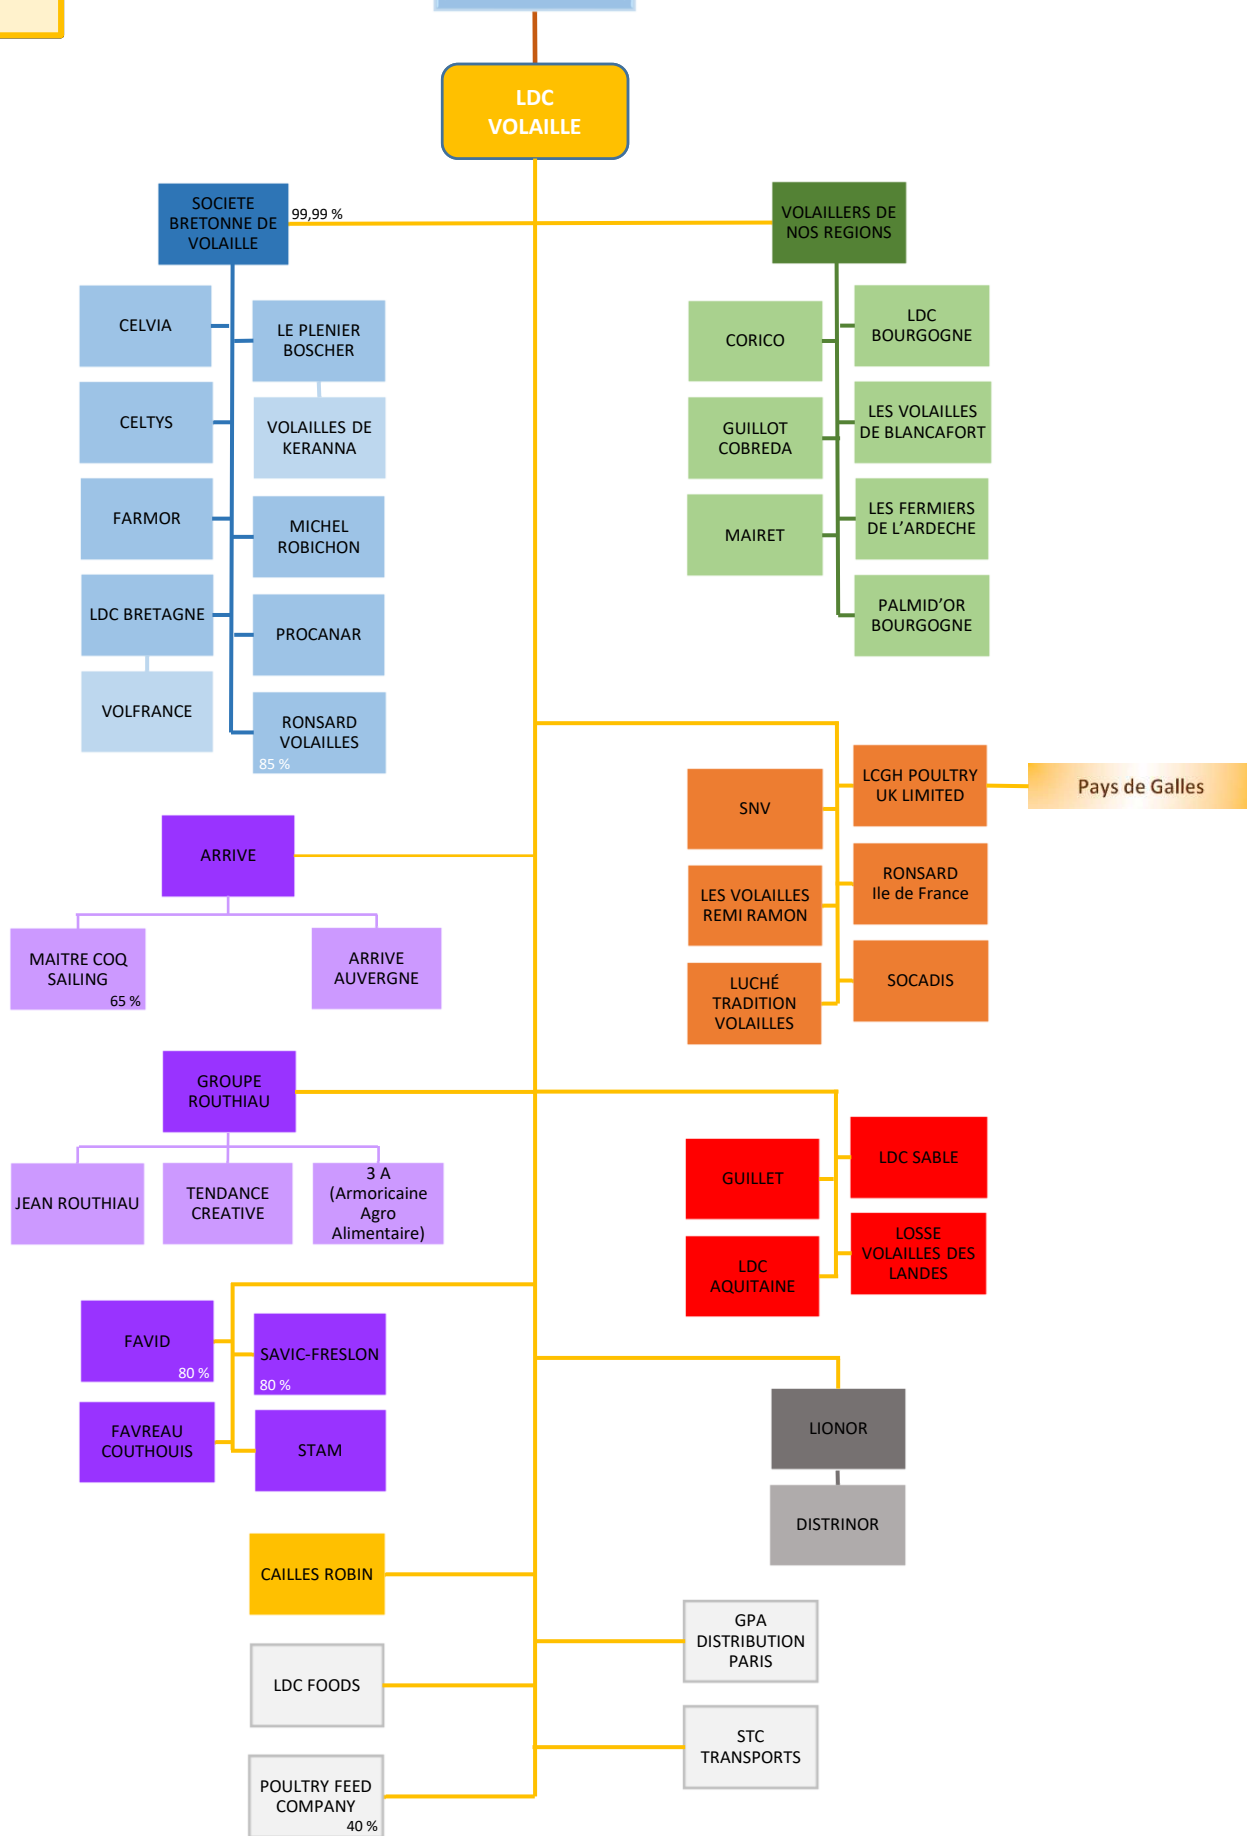 LDC
VOLAILLE
SOCIETE
BRETONNE DE
VOLAILLE
99,99 %
VOLAILLERS DE
NOS REGIONS
CELVIA
LE PLENIER
BOSCHER
CELTYS
VOLAILLES DE
KERANNA
FARMOR
MICHEL
ROBICHON
LDC BRETAGNE
PROCANAR
VOLFRANCE
RONSARD
VOLAILLES
85 %
CORICO
LDC
BOURGOGNE
GUILLOT
COBREDA
LES VOLAILLES
DE BLANCAFORT
MAIRET
LES FERMIERS
DE L’ARDECHE
PALMID’OR
BOURGOGNE
SNV
LCGH POULTRY
UK LIMITED
Pays de Galles
LES VOLAILLES
REMI RAMON
RONSARD
Ile de France
LUCHÉ
TRADITION
VOLAILLES
SOCADIS
ARRIVE
MAITRE COQ
SAILING
65 %
ARRIVE
AUVERGNE
GROUPE
ROUTHIAU
JEAN ROUTHIAU
TENDANCE
CREATIVE
3 A
(Armoricaine
Agro
Alimentaire)
GUILLET
LDC SABLE
LDC
AQUITAINE
LOSSE
VOLAILLES DES
LANDES
FAVID
80 %
SAVIC-FRESLON
80 %
FAVREAU
COUTHOUIS
STAM
LIONOR
DISTRINOR
CAILLES ROBIN
LDC FOODS
POULTRY FEED
COMPANY
40 %
GPA
DISTRIBUTION
PARIS
STC
TRANSPORTS